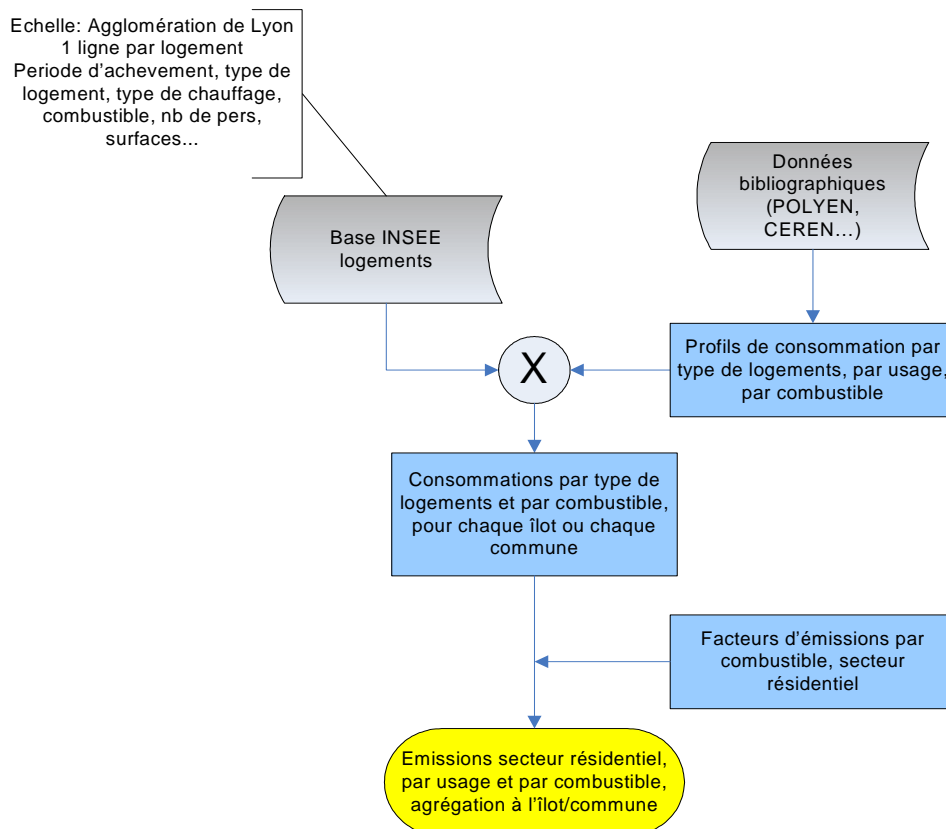 Echelle: Agglomération de Lyon
1 ligne par logement
Periode d'achevement, type de
logement, type de chauffage,
combustible, nb de pers,
surfaces...
Données
bibliographiques
(POLYEN,
CEREN...)
Base INSEE
logements
X
Profils de consommation par
type de logements, par usage,
par combustible
Consommations par type de
logements et par combustible,
pour chaque îlot ou chaque
commune
Facteurs d'émissions par
combustible, secteur
résidentiel
Emissions secteur résidentiel,
par usage et par combustible,
agrégation à l'îlot/commune